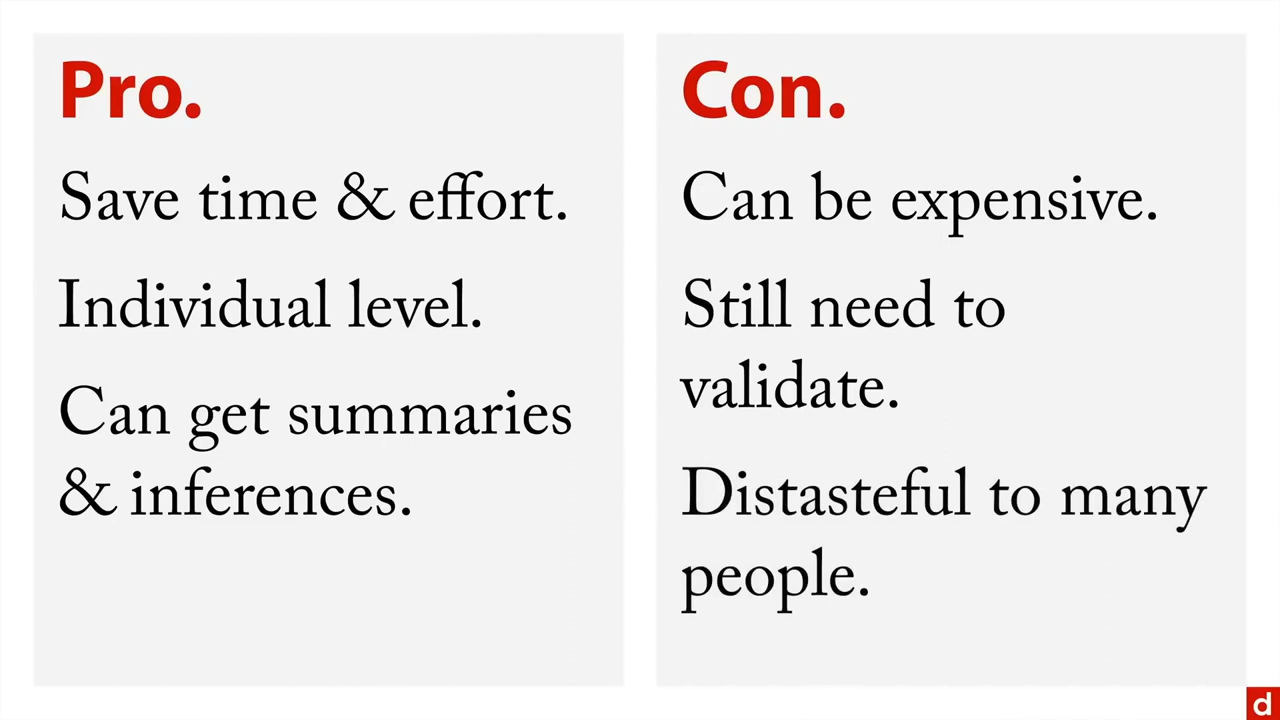 Pro.
Save time & effort.
Individual level.
Can get summaries
& inferences.
Con.
Can be expensive.
Still need to
validate.
Distasteful to many
people.
d